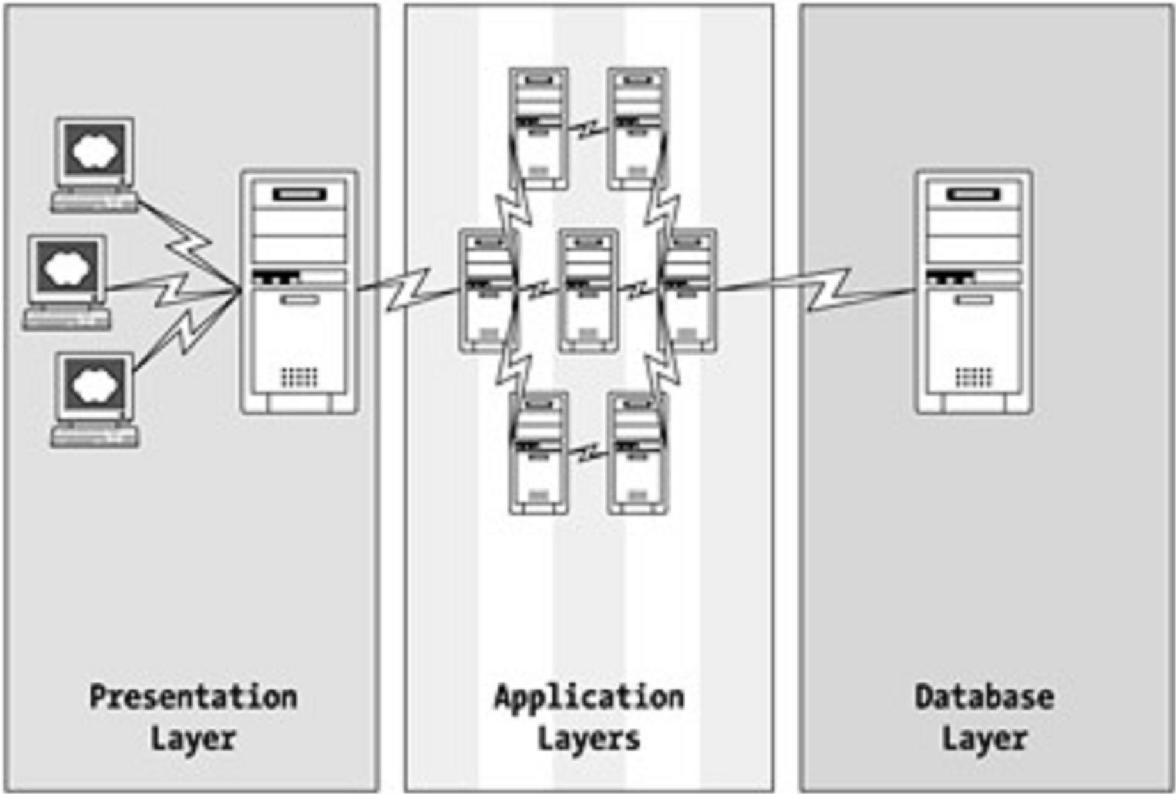 Presentation
Layer
Application
Layers
Database
Layer